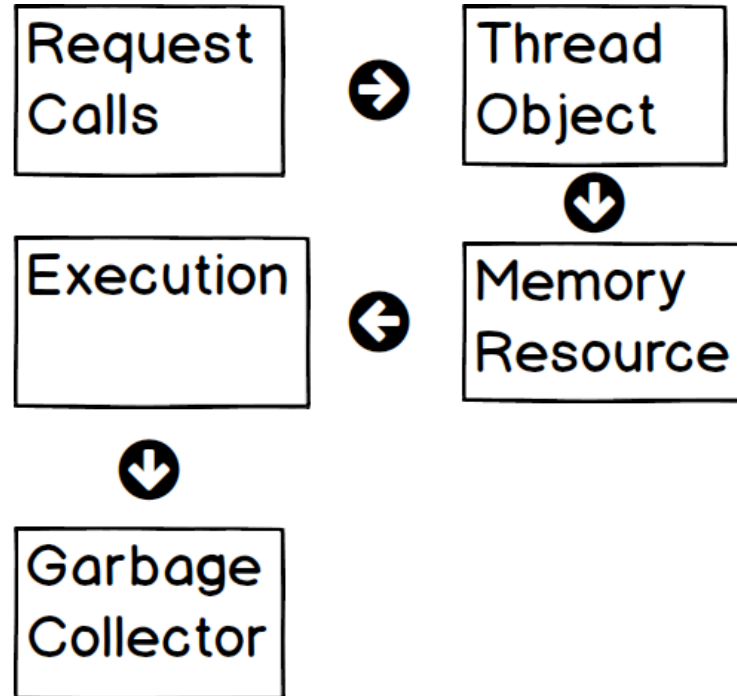 Request
Calls
Thread
Object
Memory
Resource
Execution
Garbage
Collector